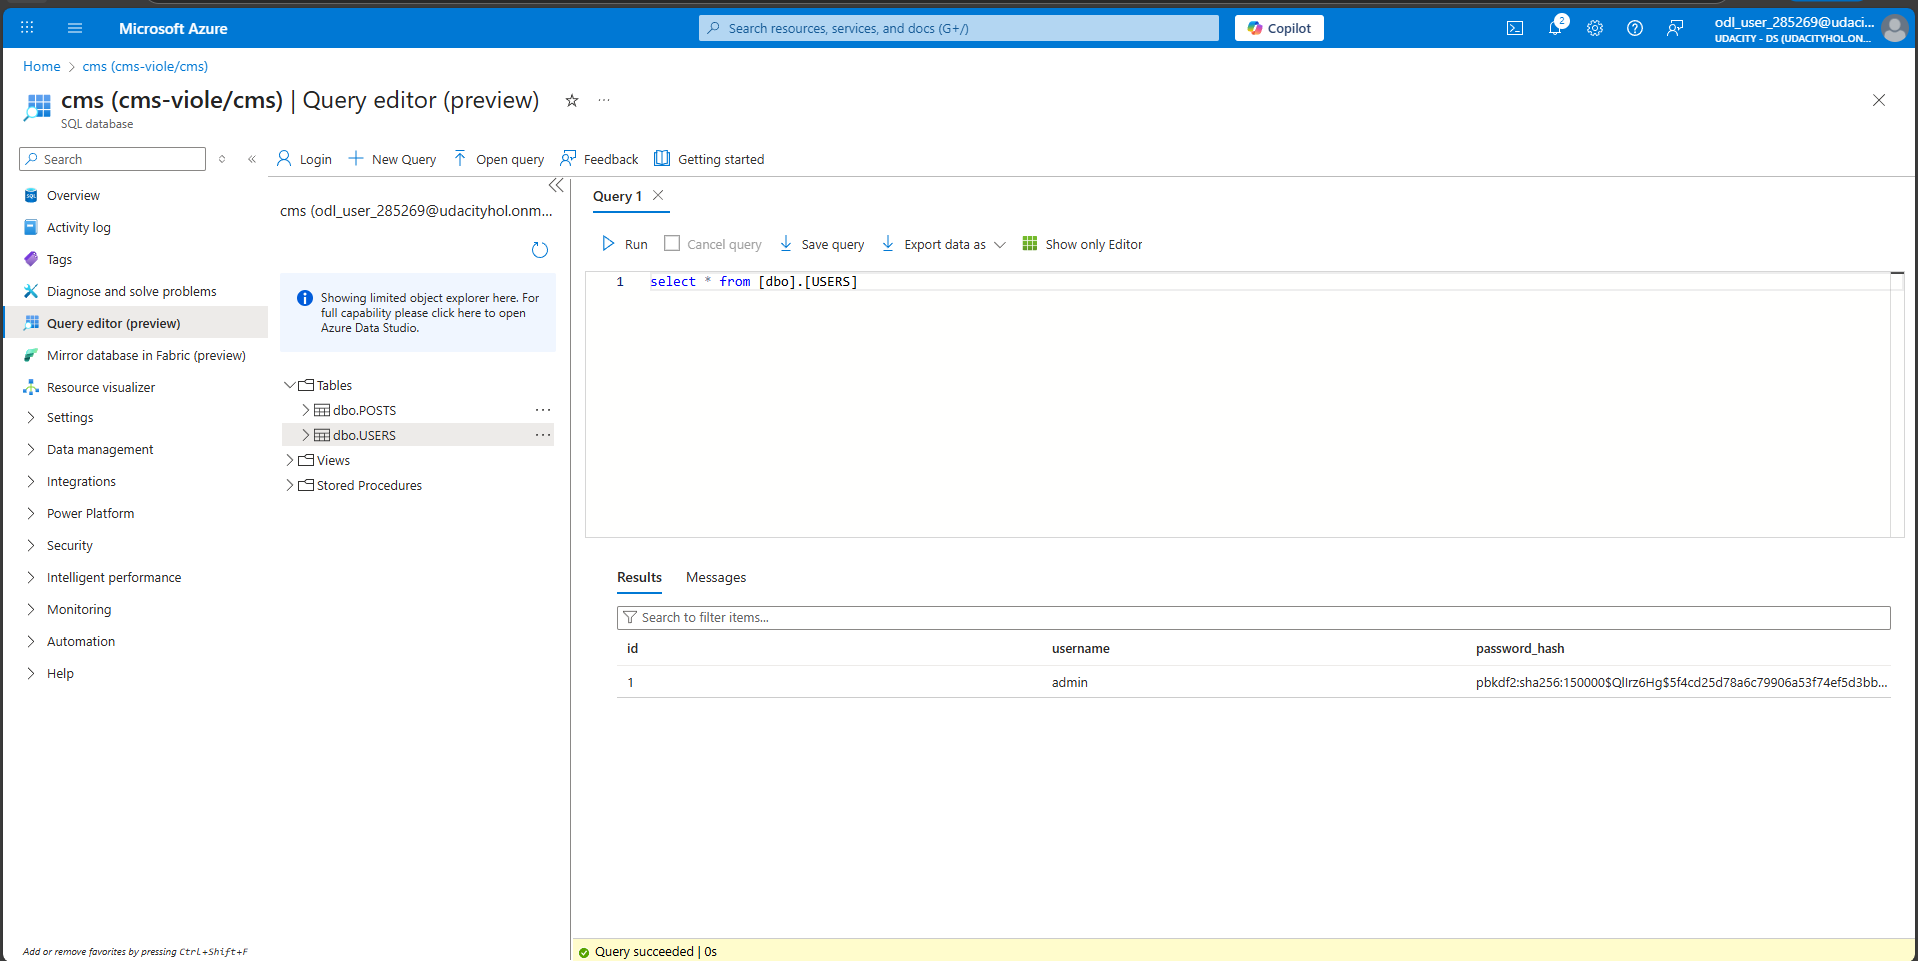 Microsoft Azure
Search resources, services, and docs (G+/)
Copilot
2
odl_user_285269@udaci...
UDACITY - DS (UDACITYHOL.ON...
Home > cms (cms-viole/cms)
cms (cms-viole/cms) | Query editor (preview)
SQL database
Search
Login
New Query
Open query
Feedback
Getting started
Overview
Activity log
Tags
Diagnose and solve problems
Query editor (preview)
Mirror database in Fabric (preview)
Resource visualizer
Settings
Data management
Integrations
Power Platform
Security
Intelligent performance
Monitoring
Automation
Help
Add or remove favorites by pressing Ctrl+Shift+F
cms (odl_user_285269@udacityhol.onm...
Showing limited object explorer here. For
full capability please click here to open
Azure Data Studio.
Tables
dbo.POSTS
dbo.USERS
Views
Stored Procedures
Query 1
Run
Cancel query
Save query
Export data as
Show only Editor
1 select * from [dbo].[USERS]
Results
Messages
Search to filter items...
id username password_hash
1 admin pbkdf2:sha256:150000$QlIrz6Hg$5f4cd25d78a6c79906a53f74ef5d3bb...
Query succeeded | 0s